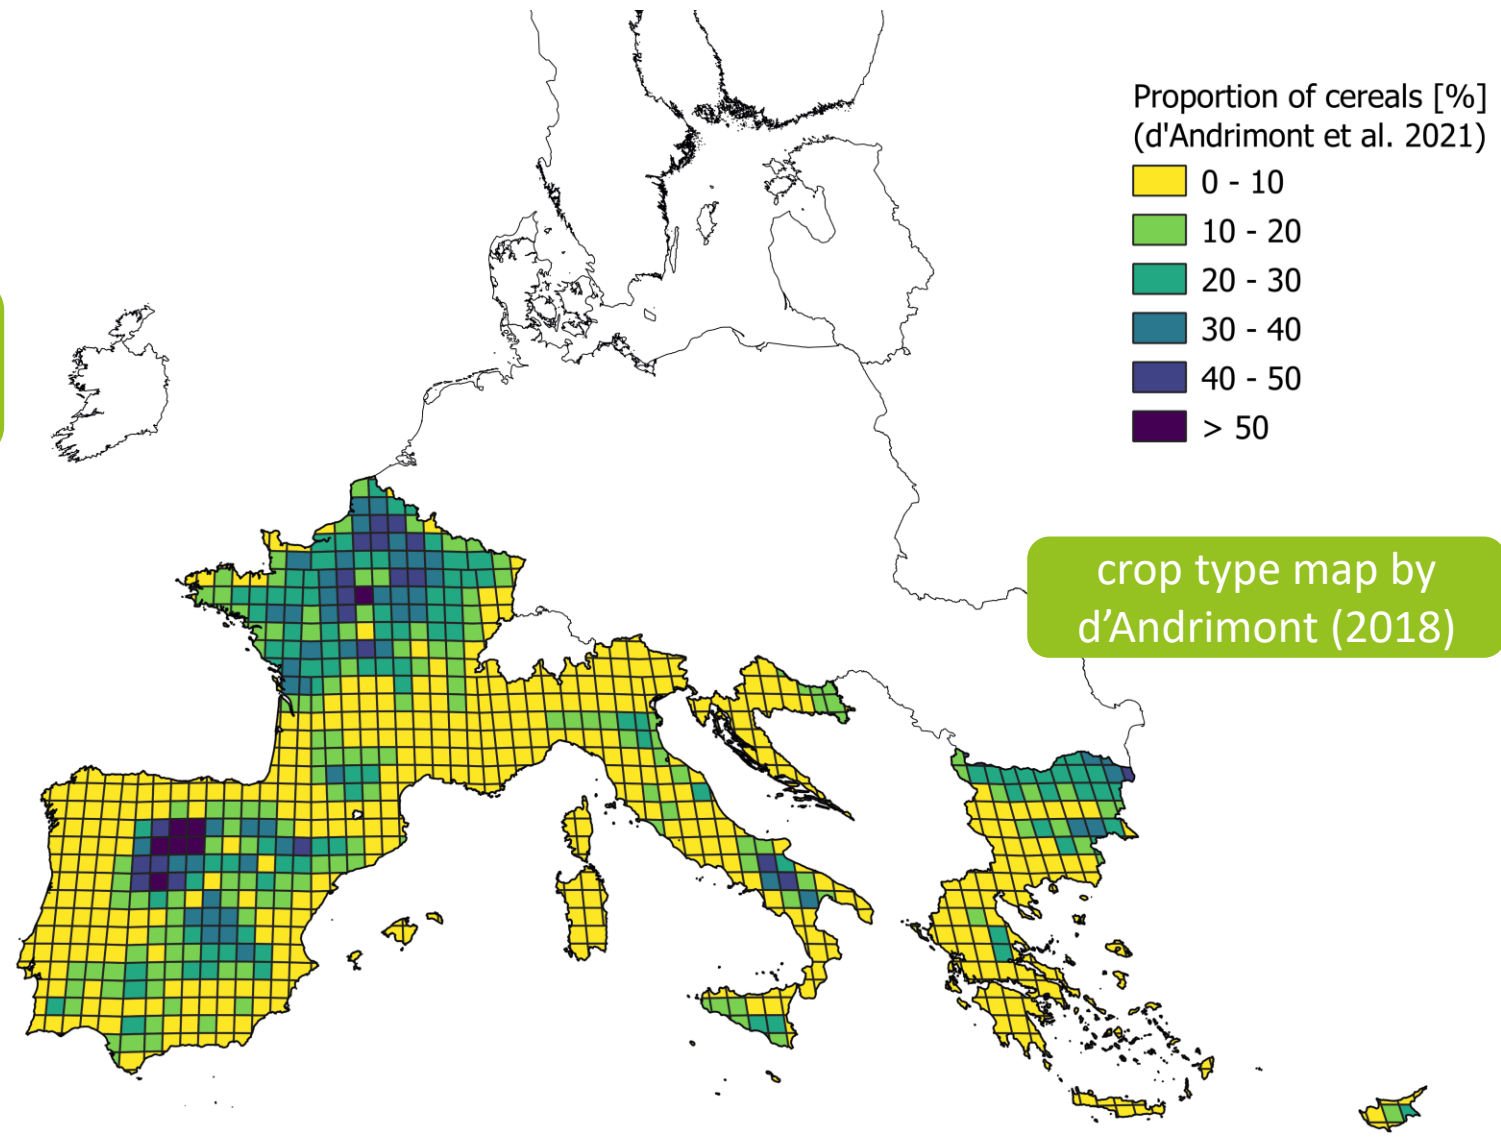 Proportion of cereals [%]
(d'Andrimont et al. 2021)
0 - 10
10 - 20
20 - 30
30 - 40
40 - 50
> 50
crop type map by
d’Andrimont (2018)